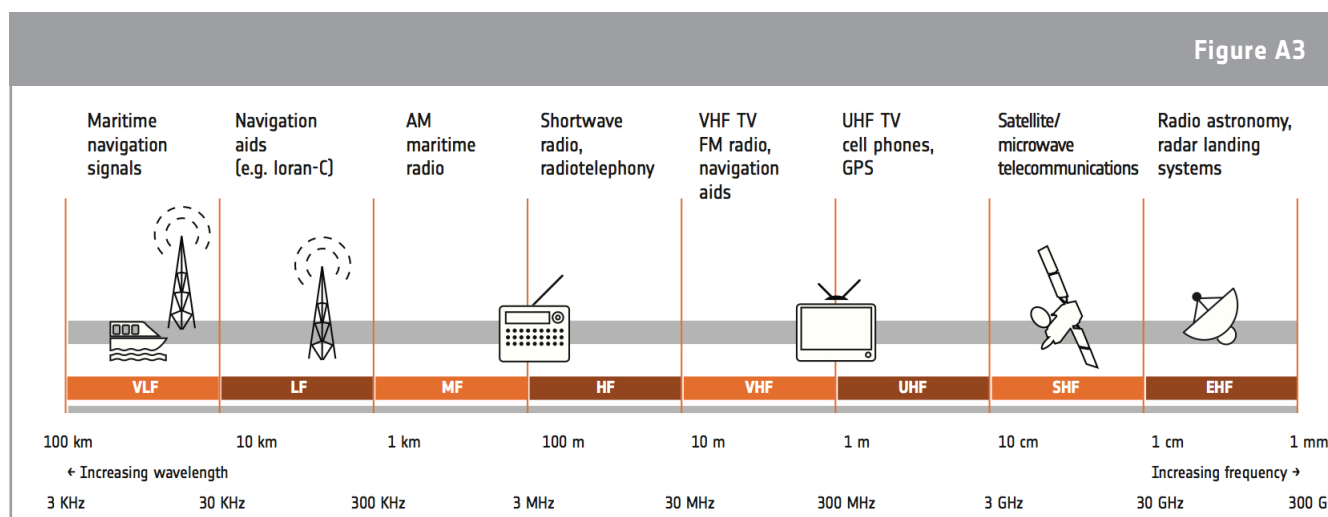 Figure A3
Maritime
navigation
signals
Navigation
aids
(e.g. loran-C)
AM
maritime
radio
Shortwave
radio,
radiotelephony
VHF TV
FM radio,
navigation
aids
UHF TV
cell phones,
GPS
Satellite/
microwave
telecommunications
Radio astronomy,
radar landing
systems
VLF LF MF HF VHF UHF SHF EHF
100 km 10 km 1 km 100 m 10 m 1 m 10 cm 1 cm 1 mm
← Increasing wavelength Increasing frequency →
3 KHz 30 KHz 300 KHz 3 MHz 30 MHz 300 MHz 3 GHz 30 GHz 300 G